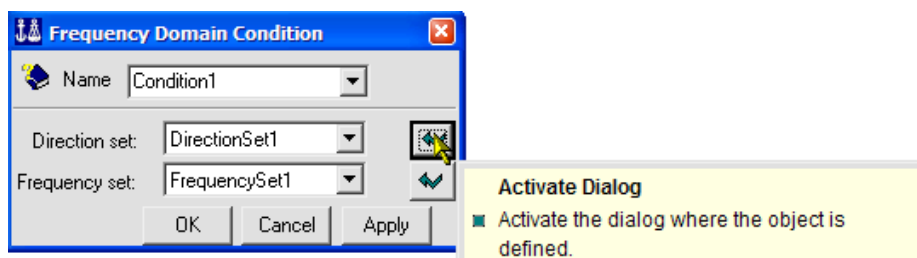 Frequency Domain Condition
Name Condition1
Direction set: DirectionSet1
Frequency set: FrequencySet1
OK Cancel Apply
Activate Dialog
Activate the dialog where the object is
defined.